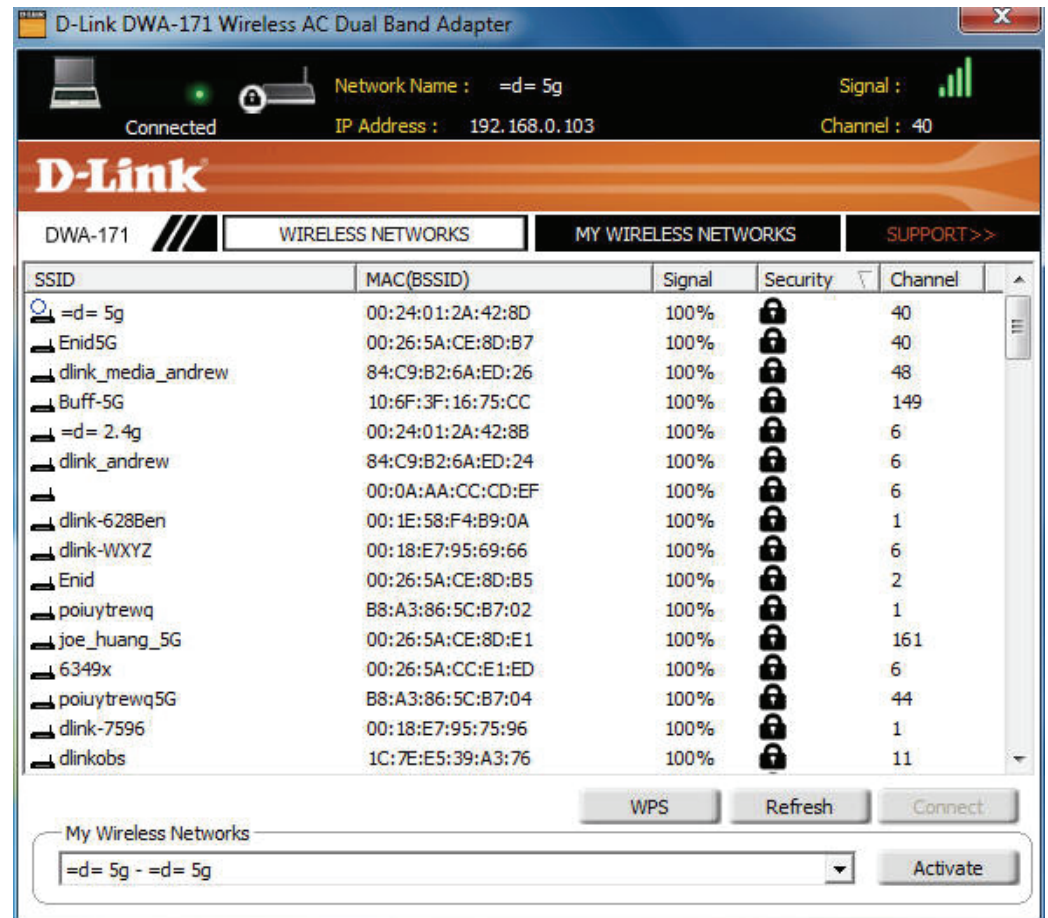 D-Link DWA-171 Wireless AC Dual Band Adapter
Network Name : =d= 5g Signal :
Connected IP Address : 192.168.0.103 Channel : 40
D-Link
DWA-171 WIRELESS NETWORKS MY WIRELESS NETWORKS SUPPORT>>
SSID MAC(BSSID) Signal Security Channel
=d= 5g 00:24:01:2A:42:8D 100% 40
Enid5G 00:26:5A:CE:8D:B7 100% 40
dlink_media_andrew 84:C9:B2:6A:ED:26 100% 48
Buff-5G 10:6F:3F:16:75:CC 100% 149
=d= 2.4g 00:24:01:2A:42:8B 100% 6
dlink_andrew 84:C9:B2:6A:ED:24 100% 6
00:0A:AA:CC:CD:EF 100% 6
dlink-628Ben 00:1E:58:F4:B9:0A 100% 1
dlink-WXYZ 00:18:E7:95:69:66 100% 6
Enid 00:26:5A:CE:8D:B5 100% 2
poiuytrewq B8:A3:86:5C:B7:02 100% 1
joe_huang_5G 00:26:5A:CE:8D:E1 100% 161
6349x 00:26:5A:CC:E1:ED 100% 6
poiuytrewq5G B8:A3:86:5C:B7:04 100% 44
dlink-7596 00:18:E7:95:75:96 100% 1
dlinkobs 1C:7E:E5:39:A3:76 100% 11
WPS Refresh Connect
My Wireless Networks
=d= 5g - =d= 5g Activate